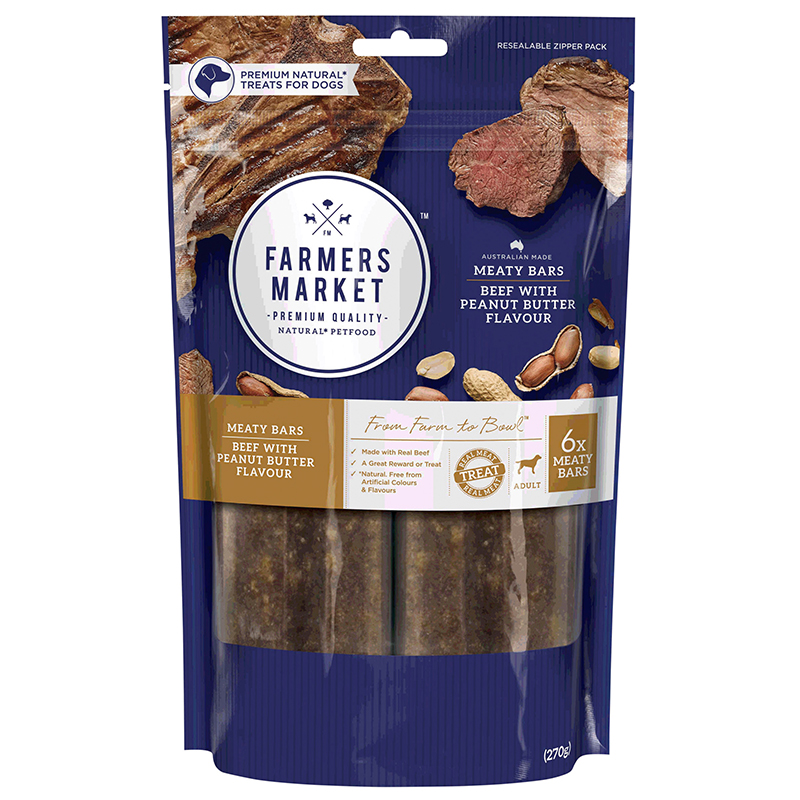 RESEALABLE ZIPPER PACK
PREMIUM NATURAL*
TREATS FOR DOGS
FM
FARMERS
MARKET
™
- PREMIUM QUALITY -
NATURAL* PETFOOD
AUSTRALIAN MADE
MEATY BARS
BEEF WITH
PEANUT BUTTER
FLAVOUR
MEATY BARS
BEEF WITH
PEANUT BUTTER
FLAVOUR
From Farm to Bowl™
✓ Made with Real Beef
✓ A Great Reward or Treat
✓ *Natural. Free from
Artificial Colours
& Flavours
REAL MEAT
TREAT
REAL MEAT
ADULT
6x
MEATY
BARS
(270g)